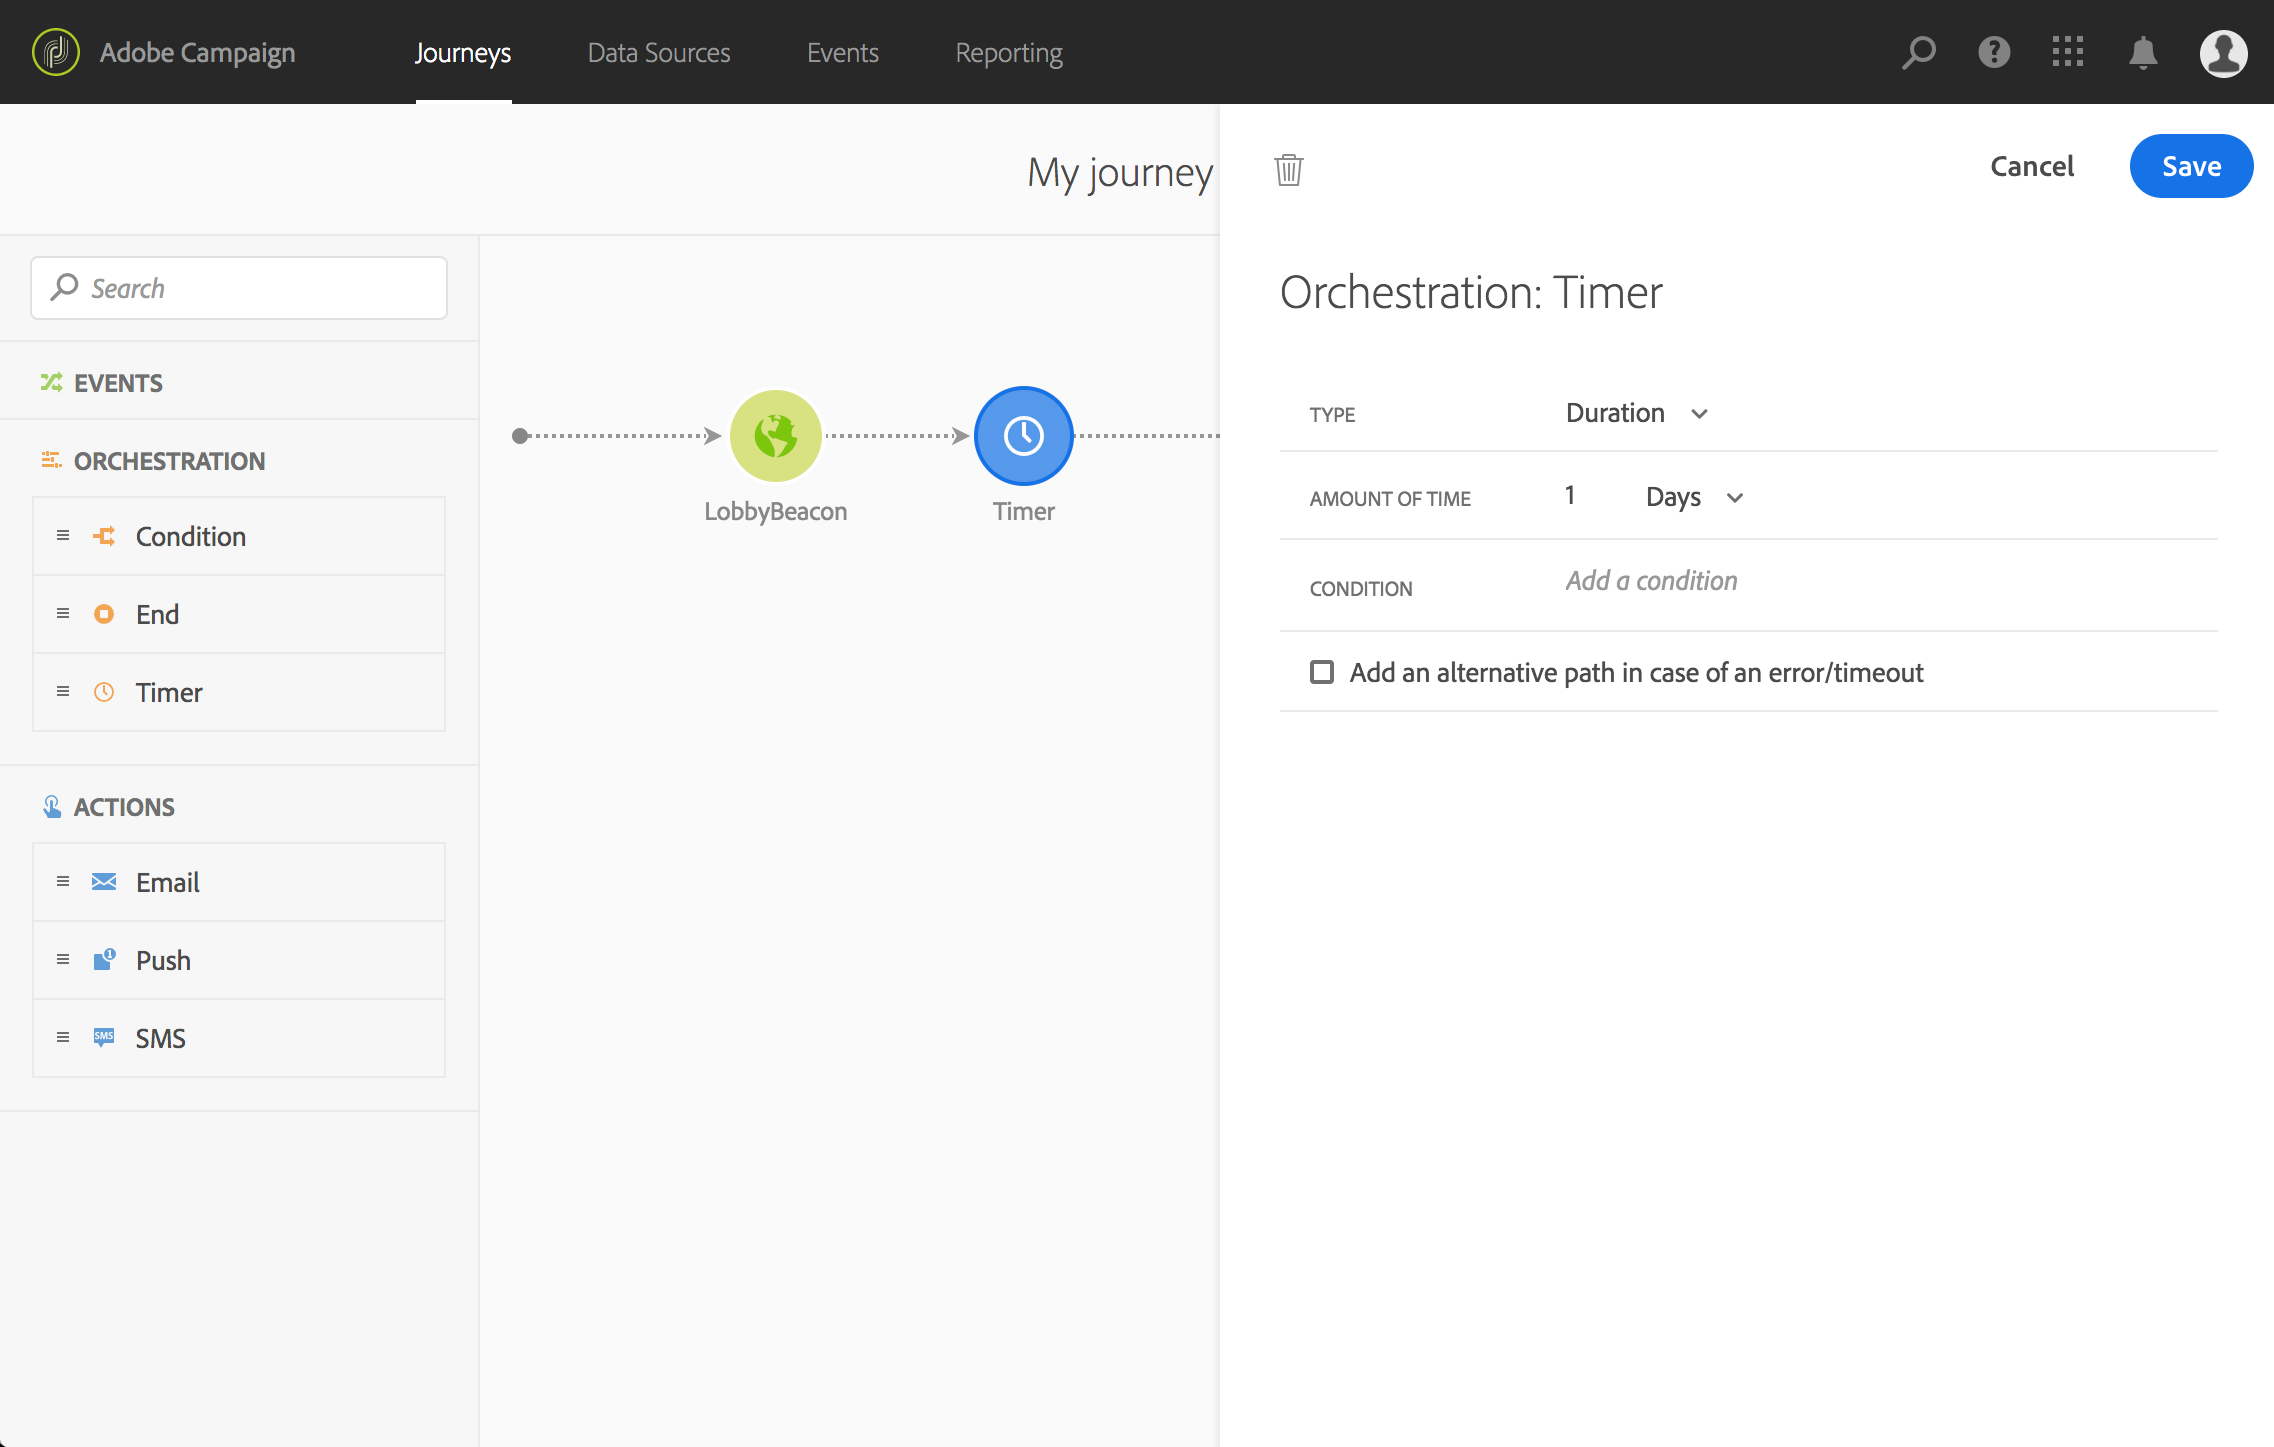 Adobe Campaign
Journeys
Data Sources
Events
Reporting
My journey
Cancel
Save
Search
EVENTS
ORCHESTRATION
Condition
End
Timer
ACTIONS
Email
1
Push
SMS
SMS
LobbyBeacon
Timer
Orchestration: Timer
TYPE
Duration
AMOUNT OF TIME
1
Days
CONDITION
Add a condition
Add an alternative path in case of an error/timeout